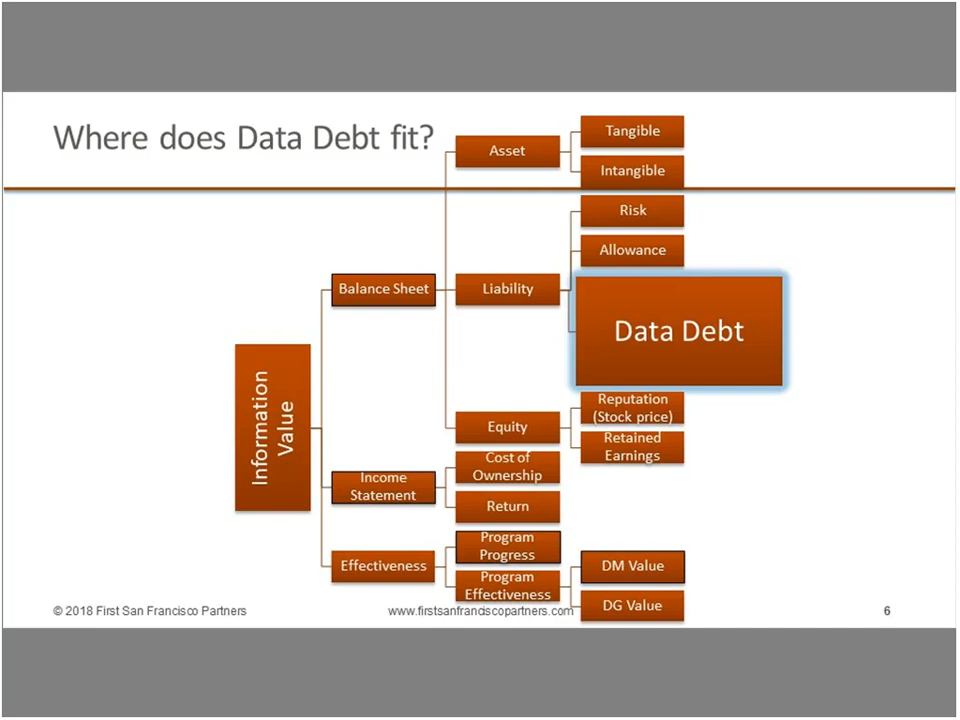 Where does Data Debt fit?
Asset
Tangible
Intangible
Risk
Allowance
Balance Sheet
Liability
Data Debt
Information
Value
Equity
Reputation
(Stock price)
Retained
Earnings
Income
Statement
Cost of
Ownership
Return
Effectiveness
Program
Progress
Program
Effectiveness
DM Value
DG Value
© 2018 First San Francisco Partners
www.firstsanfranciscopartners.com
6